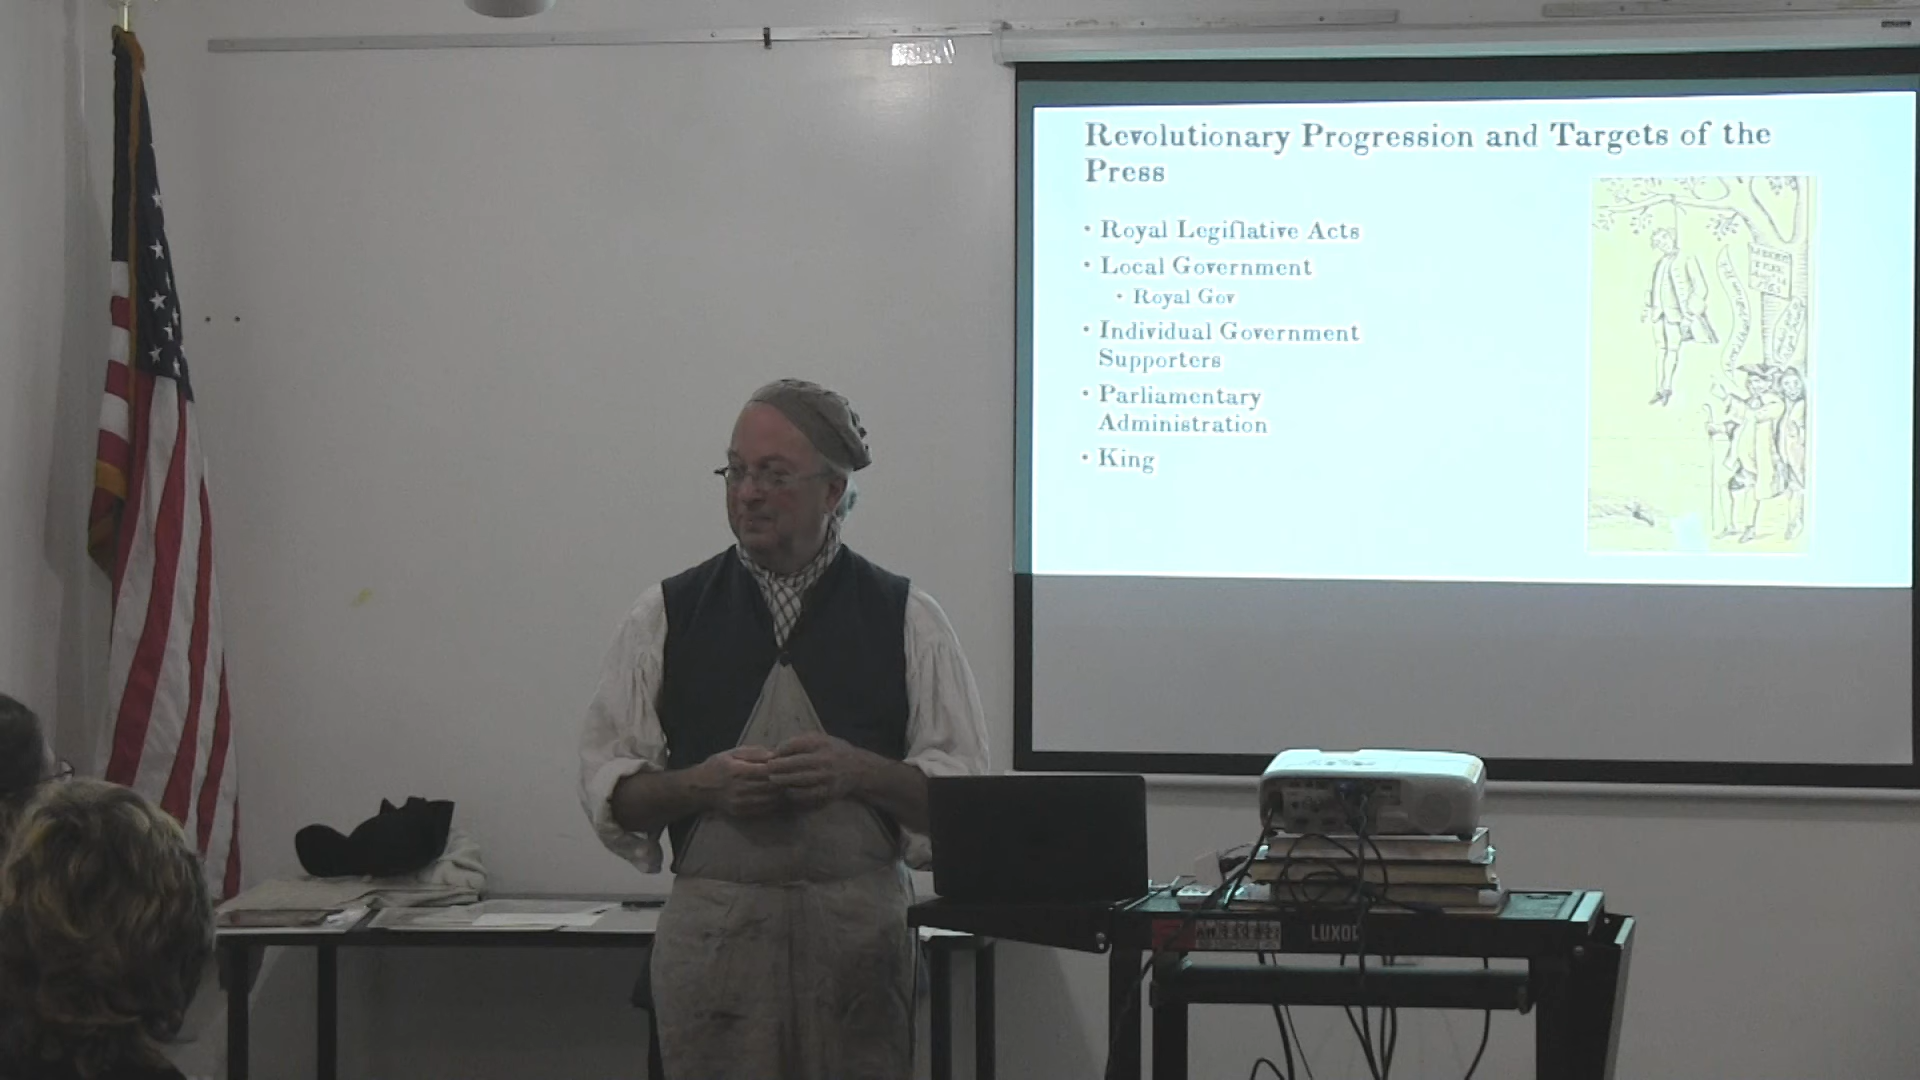 Revolutionary Progression and Targets of the
Press
• Royal Legiſlative Acts
• Local Government
• Royal Gov
• Individual Government
Supporters
• Parliamentary
Administration
• King
LUXOR